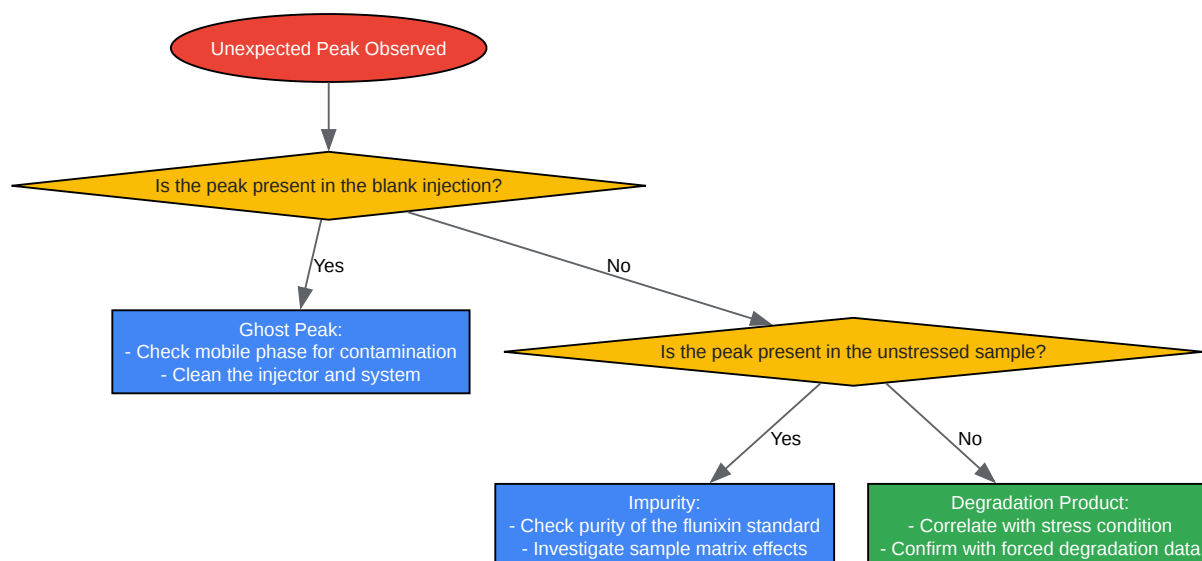 Unexpected Peak Observed
Is the peak present in the blank injection?
Yes
No
Ghost Peak:
- Check mobile phase for contamination
- Clean the injector and system
Is the peak present in the unstressed sample?
Yes
No
Impurity:
- Check purity of the flunixin standard
- Investigate sample matrix effects
Degradation Product:
- Correlate with stress condition
- Confirm with forced degradation data